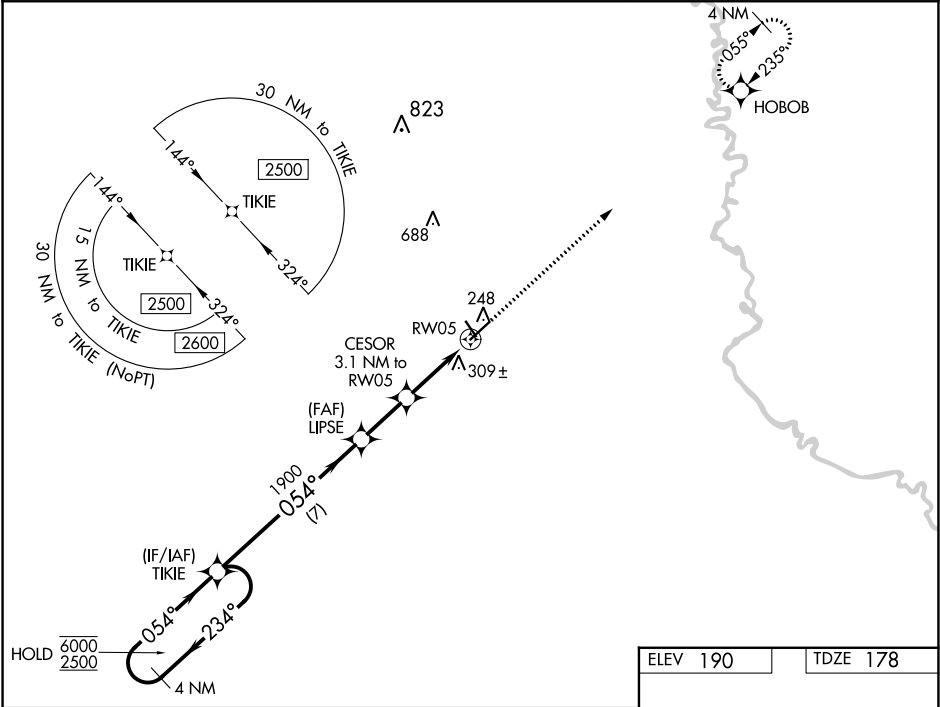 4 NM
055°
235°
HOBOB
30 NM to TIKIE
144°
2500
TIKIE
324°
823
688
144°
15 NM to TIKIE
30 NM to TIKIE (NoPT)
TIKIE
2500
324°
2600
248
RW05
309±
CESOR
3.1 NM to
RW05
(FAF)
LIPSE
1900
054°
(7)
(IF/IAF)
TIKIE
054°
234°
HOLD 6000
2500
4 NM
ELEV 190
TDZE 178